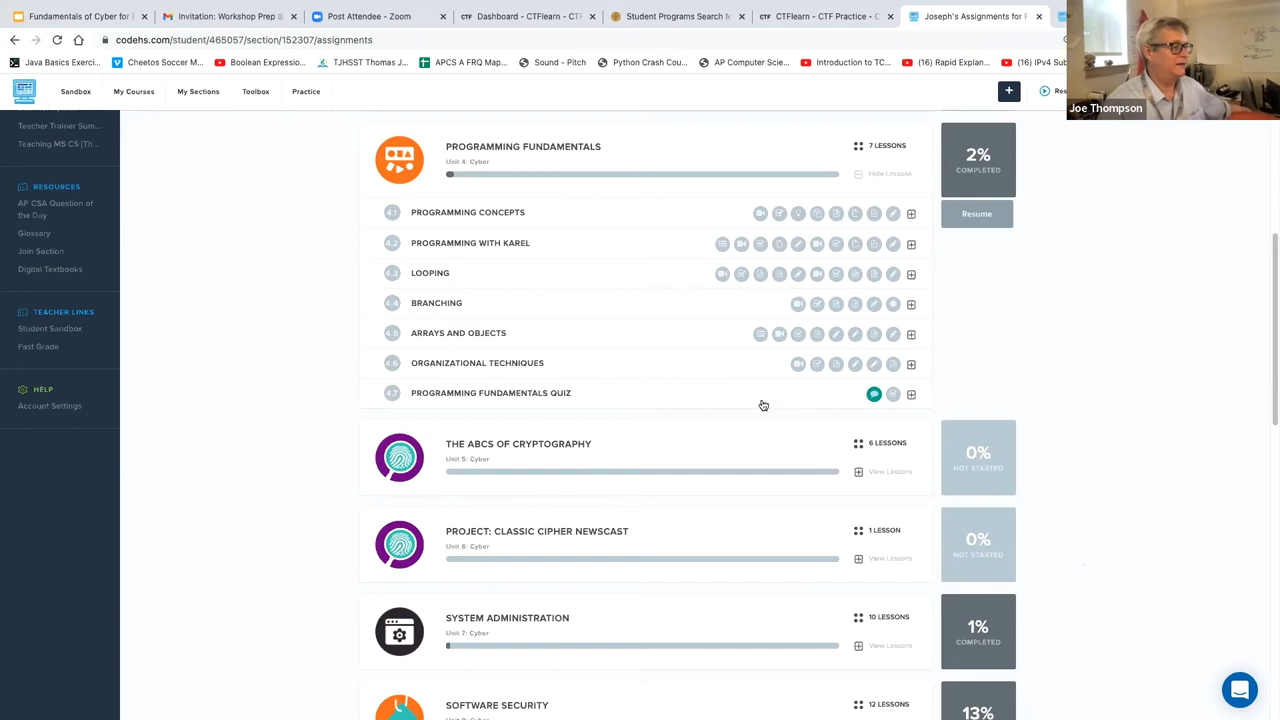 Fundamentals of Cyber for E
Invitation: Workshop Prep @
Post Attendee - Zoom
CTF Dashboard - CTFlearn - CTF
Student Programs Search fo
CTF CTFlearn - CTF Practice - C
Joseph's Assignments for F
codehs.com/student/465057/section/152307/assignments
Java Basics Exerci...
Cheetos Soccer M...
Boolean Expressio...
TJHSST Thomas J...
APCS A FRQ Map...
Sound - Pitch
Python Crash Cou...
AP Computer Scie...
Introduction to TC...
(16) Rapid Explan...
(16) IPv4 Sub
Sandbox
My Courses
My Sections
Toolbox
Practice
+
Res
Joe Thompson
Teacher Trainer Sum...
Teaching MS CS [Th...
RESOURCES
AP CSA Question of
the Day
Glossary
Join Section
Digital Textbooks
TEACHER LINKS
Student Sandbox
Fast Grade
HELP
Account Settings
PROGRAMMING FUNDAMENTALS
Unit 4: Cyber
7 LESSONS
Hide Lessons
2%
COMPLETED
Resume
4.1 PROGRAMMING CONCEPTS
4.2 PROGRAMMING WITH KAREL
4.3 LOOPING
4.4 BRANCHING
4.5 ARRAYS AND OBJECTS
4.6 ORGANIZATIONAL TECHNIQUES
4.7 PROGRAMMING FUNDAMENTALS QUIZ
THE ABCS OF CRYPTOGRAPHY
Unit 5: Cyber
6 LESSONS
View Lessons
0%
NOT STARTED
PROJECT: CLASSIC CIPHER NEWSCAST
Unit 6: Cyber
1 LESSON
View Lessons
0%
NOT STARTED
SYSTEM ADMINISTRATION
Unit 7: Cyber
10 LESSONS
View Lessons
1%
COMPLETED
SOFTWARE SECURITY
12 LESSONS
13%